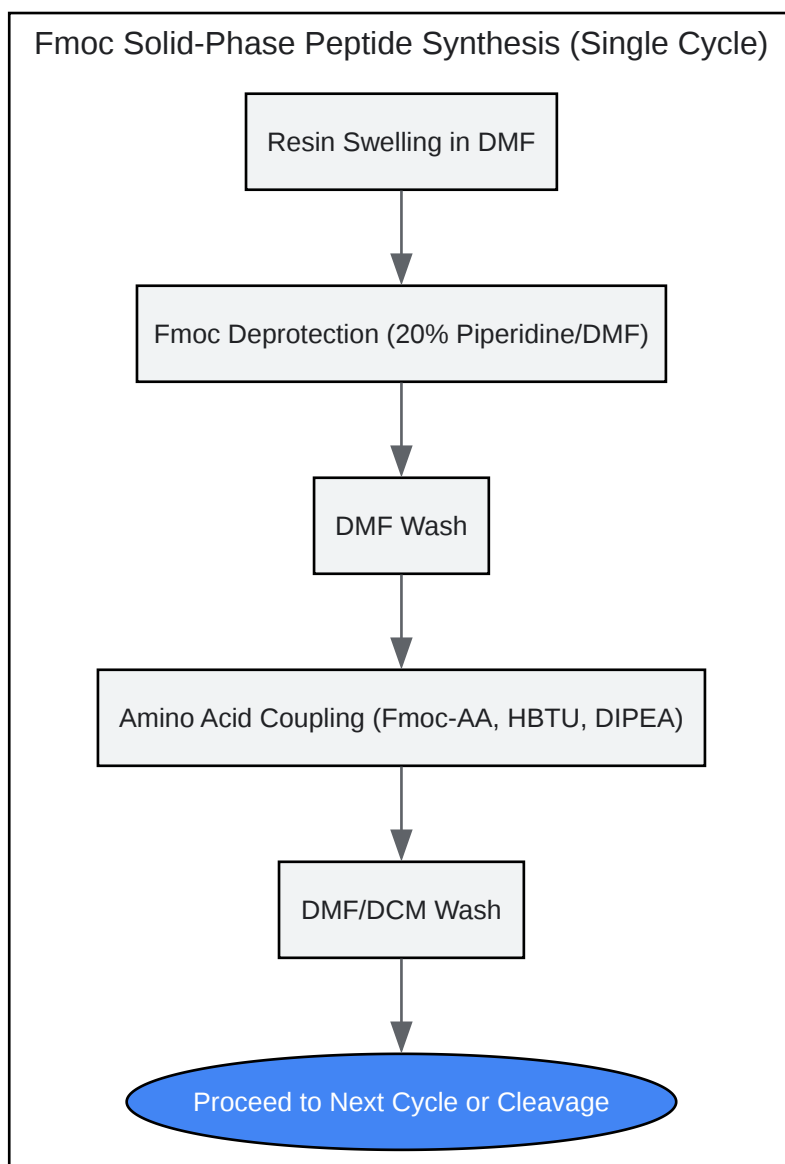 Fmoc Solid-Phase Peptide Synthesis (Single Cycle)
Resin Swelling in DMF
Fmoc Deprotection (20% Piperidine/DMF)
DMF Wash
Amino Acid Coupling (Fmoc-AA, HBTU, DIPEA)
DMF/DCM Wash
Proceed to Next Cycle or Cleavage